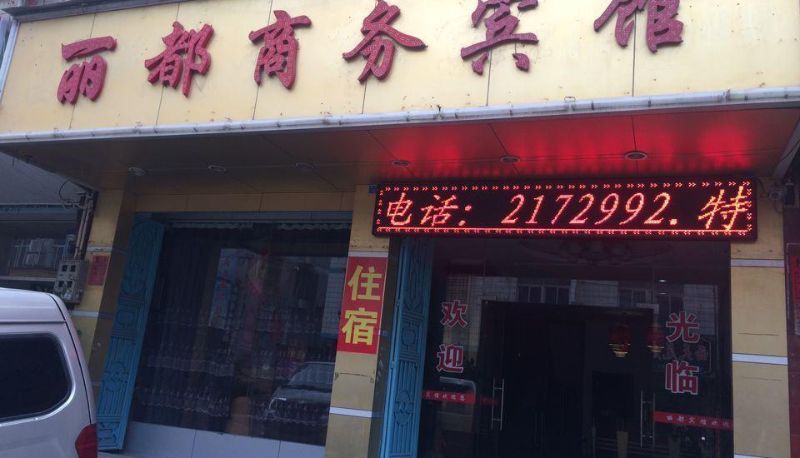 丽都商务宾馆
电话: 2172992.特
住宿
欢迎
光临